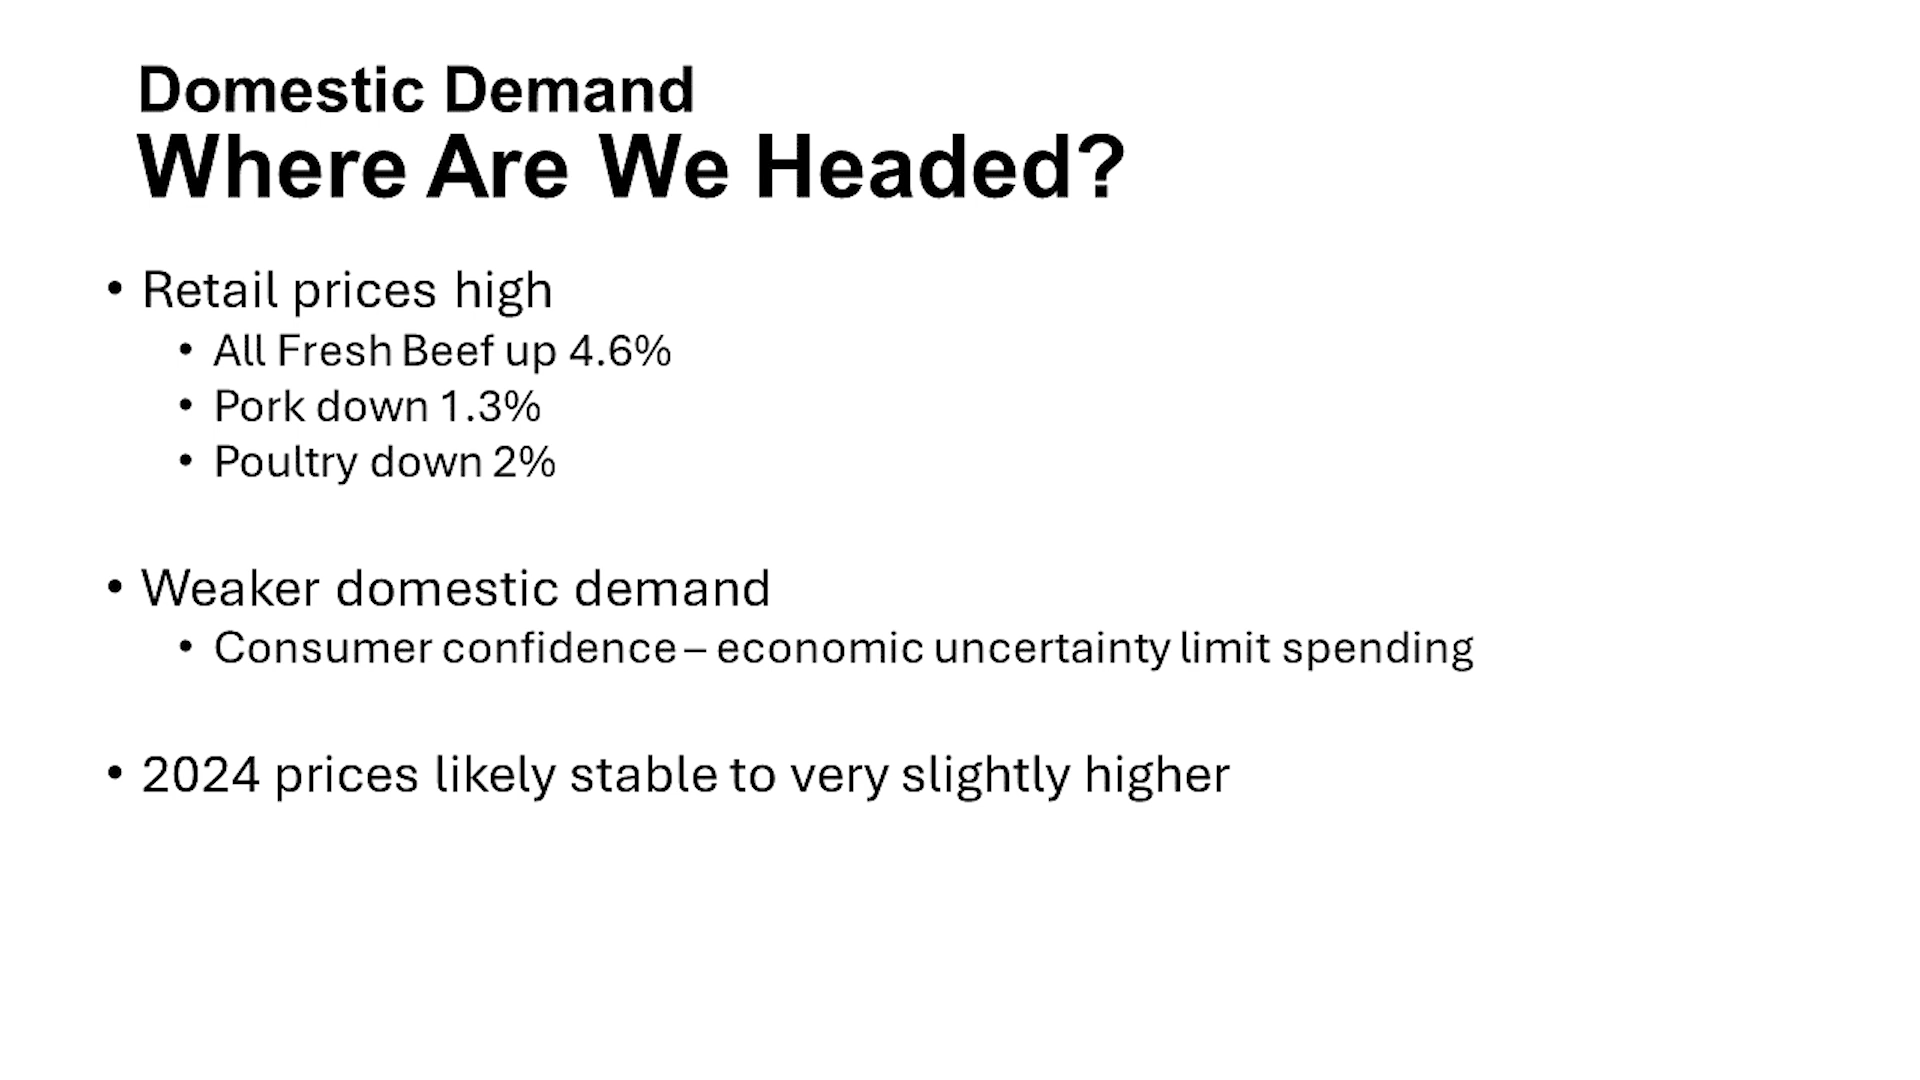 Domestic Demand
Where Are We Headed?
• Retail prices high
• All Fresh Beef up 4.6%
• Pork down 1.3%
• Poultry down 2%
• Weaker domestic demand
• Consumer confidence – economic uncertainty limit spending
• 2024 prices likely stable to very slightly higher